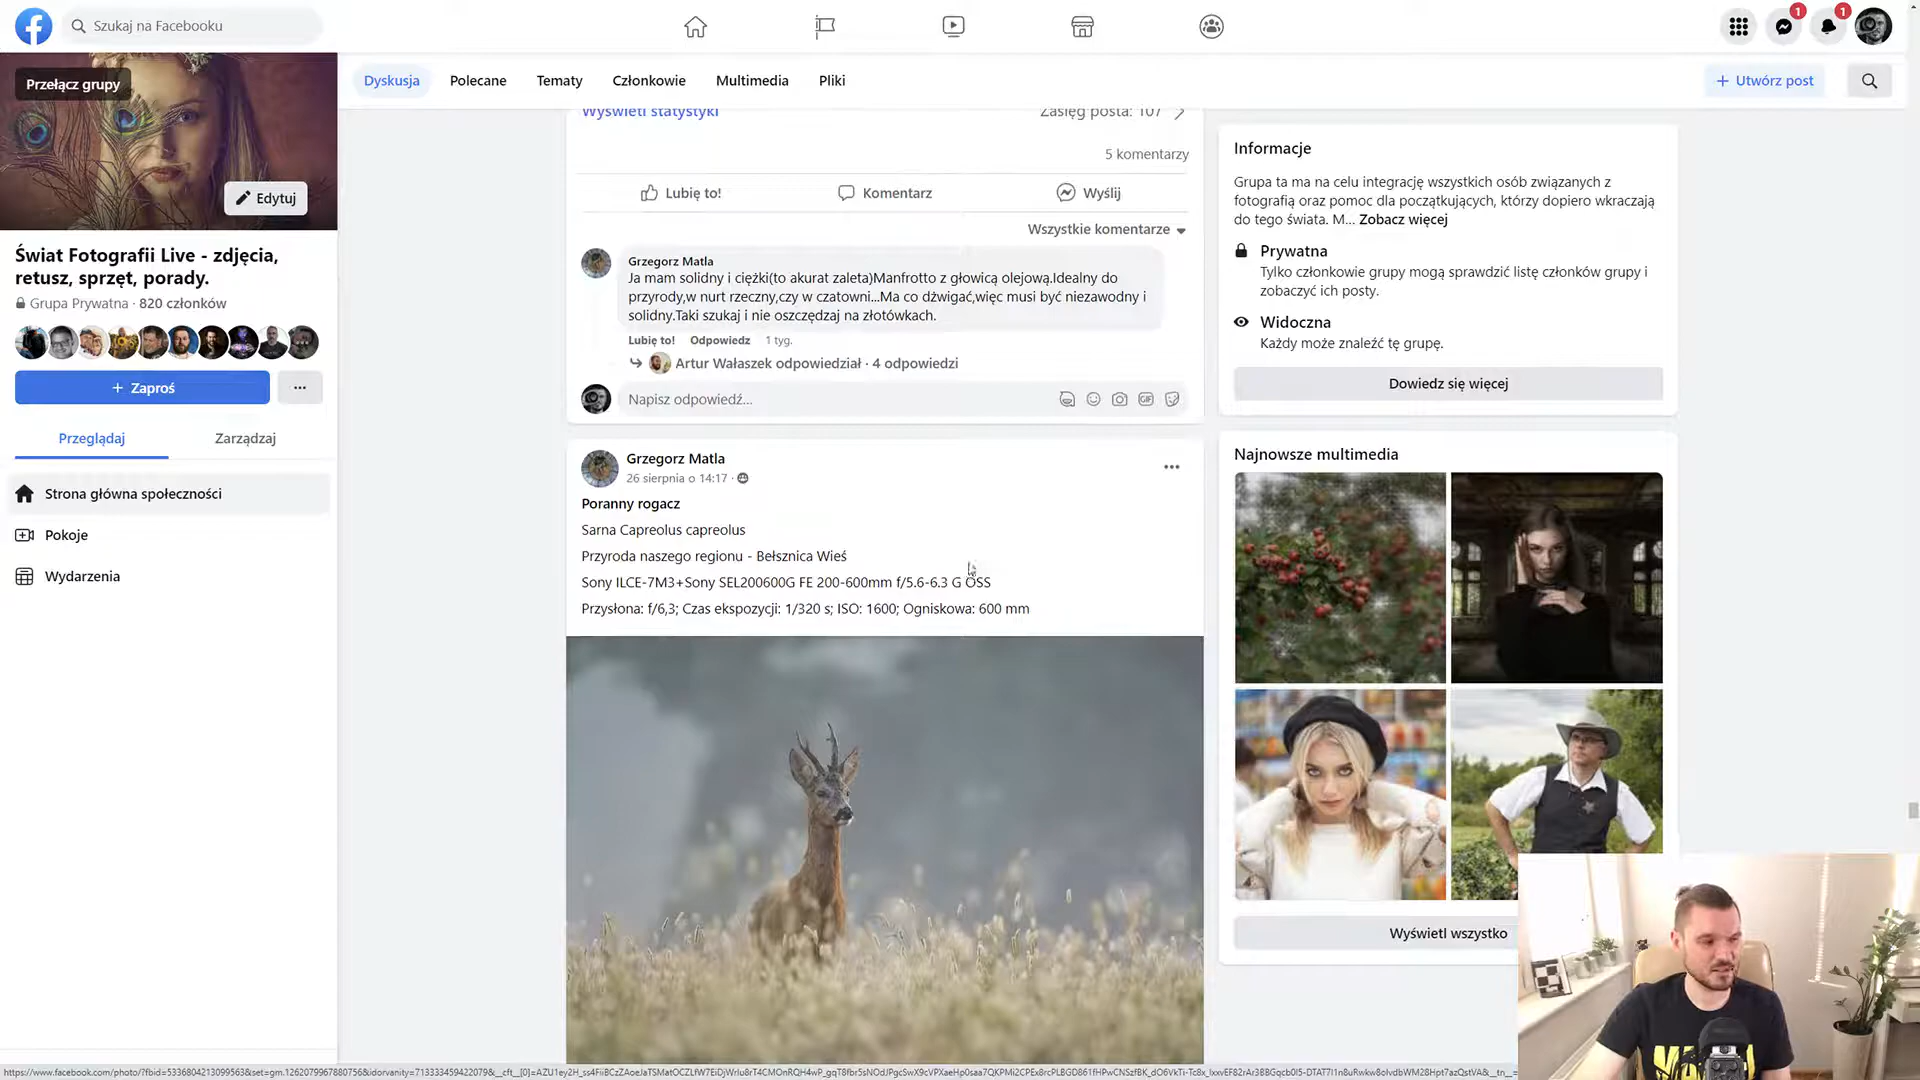 Szukaj na Facebooku
1
1
Przełącz grupy
Edytuj
Świat Fotografii Live - zdjęcia,
retusz, sprzęt, porady.
Grupa Prywatna · 820 członków
+ Zaproś
Przeglądaj
Zarządzaj
Strona główna społeczności
Pokoje
Wydarzenia
Dyskusja
Polecane
Tematy
Członkowie
Multimedia
Pliki
+ Utwórz post
Wyświetl statystyki
Zasięg posta: 107
5 komentarzy
Lubię to!
Komentarz
Wyślij
Wszystkie komentarze
Grzegorz Matla
Ja mam solidny i ciężki(to akurat zaleta)Manfrotto z głowicą olejową.Idealny do
przyrody,w nurt rzeczny,czy w czatowni...Ma co dźwigać,więc musi być niezawodny i
solidny.Taki szukaj i nie oszczędzaj na złotówkach.
Lubię to! Odpowiedz 1 tyg.
Artur Wałaszek odpowiedział · 4 odpowiedzi
Napisz odpowiedź...
GIF
Grzegorz Matla
26 sierpnia o 14:17
Poranny rogacz
Sarna Capreolus capreolus
Przyroda naszego regionu - Bełsznica Wieś
Sony ILCE-7M3+Sony SEL200600G FE 200-600mm f/5.6-6.3 G OSS
Przysłona: f/6,3; Czas ekspozycji: 1/320 s; ISO: 1600; Ogniskowa: 600 mm
Informacje
Grupa ta ma na celu integrację wszystkich osób związanych z
fotografią oraz pomoc dla początkujących, którzy dopiero wkraczają
do tego świata. M... Zobacz więcej
Prywatna
Tylko członkowie grupy mogą sprawdzić listę członków grupy i
zobaczyć ich posty.
Widoczna
Każdy może znaleźć tę grupę.
Dowiedz się więcej
Najnowsze multimedia
Wyświetl wszystko